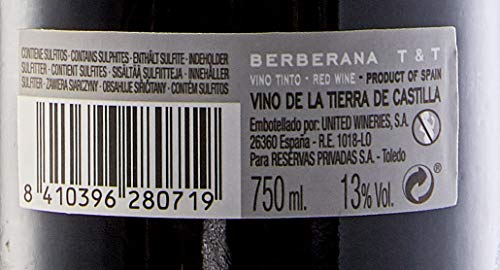 CONTIENE SULFITOS - CONTAINS SULPHITES - ENTHÄLT SULFITE - INDEHOLDER
SULFITTER - CONTIENT SULFITES - SISÄLTÄÄ SULFIITTEJA - INNEHÅLLER
SULFITER - ZAWIERA SIARCZYNY - OBSAHUJE SIŘIČITANY - CONTÉM SULFITOS
8 410396 280719
BERBERANA T & T
VINO TINTO · RED WINE · PRODUCT OF SPAIN
VINO DE LA TIERRA DE CASTILLA
Embotellado por: UNITED WINERIES, S.A.
26360 España - R.E. 1018-LO
Para RESERVAS PRIVADAS S.A. - Toledo
750 ml. 13% Vol.
®